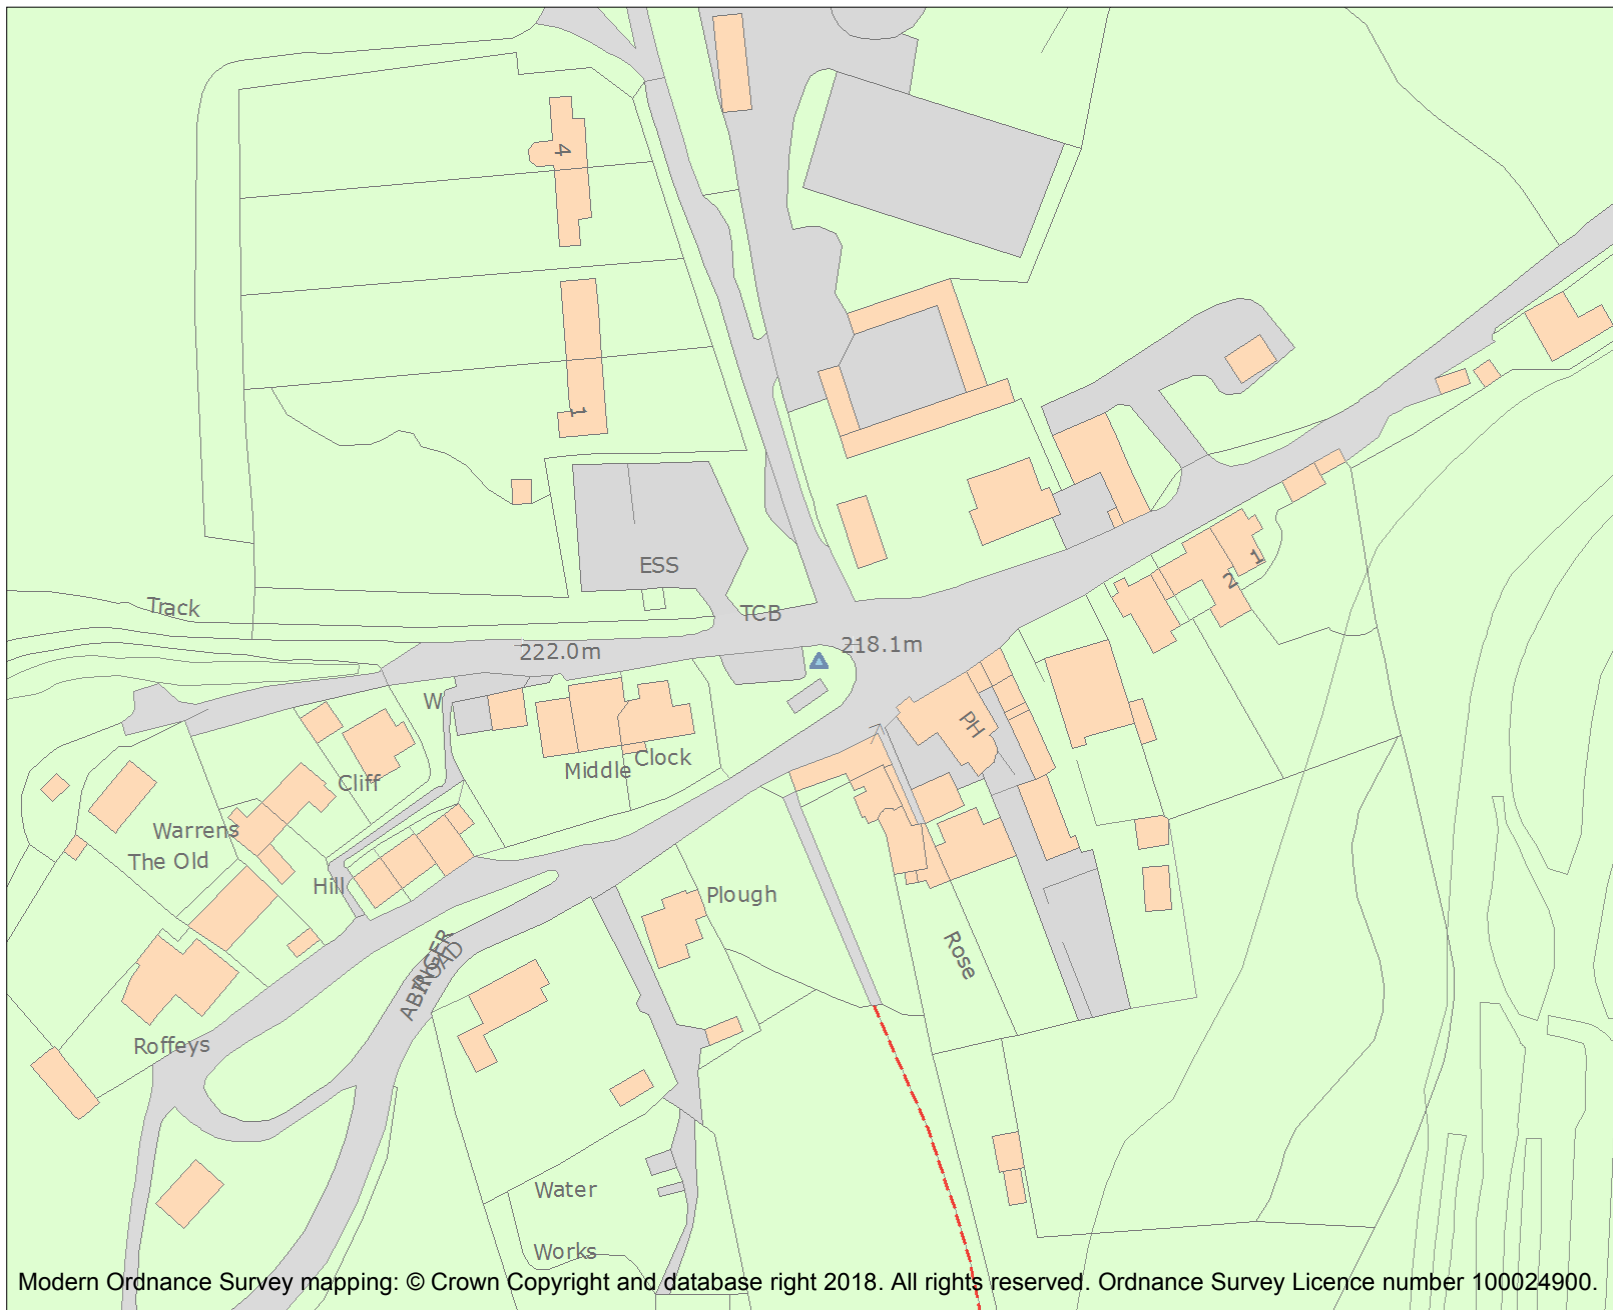 4
1
ESS
Track
TCB
222.0m
218.1m
1
2
W
PH
Clock
Middle
Cliff
Warrens
The Old
Hill
Plough
Rose
ABINGER
ROAD
Roffeys
Water
Works
Modern Ordnance Survey mapping: © Crown Copyright and database right 2018. All rights reserved. Ordnance Survey Licence number 100024900.